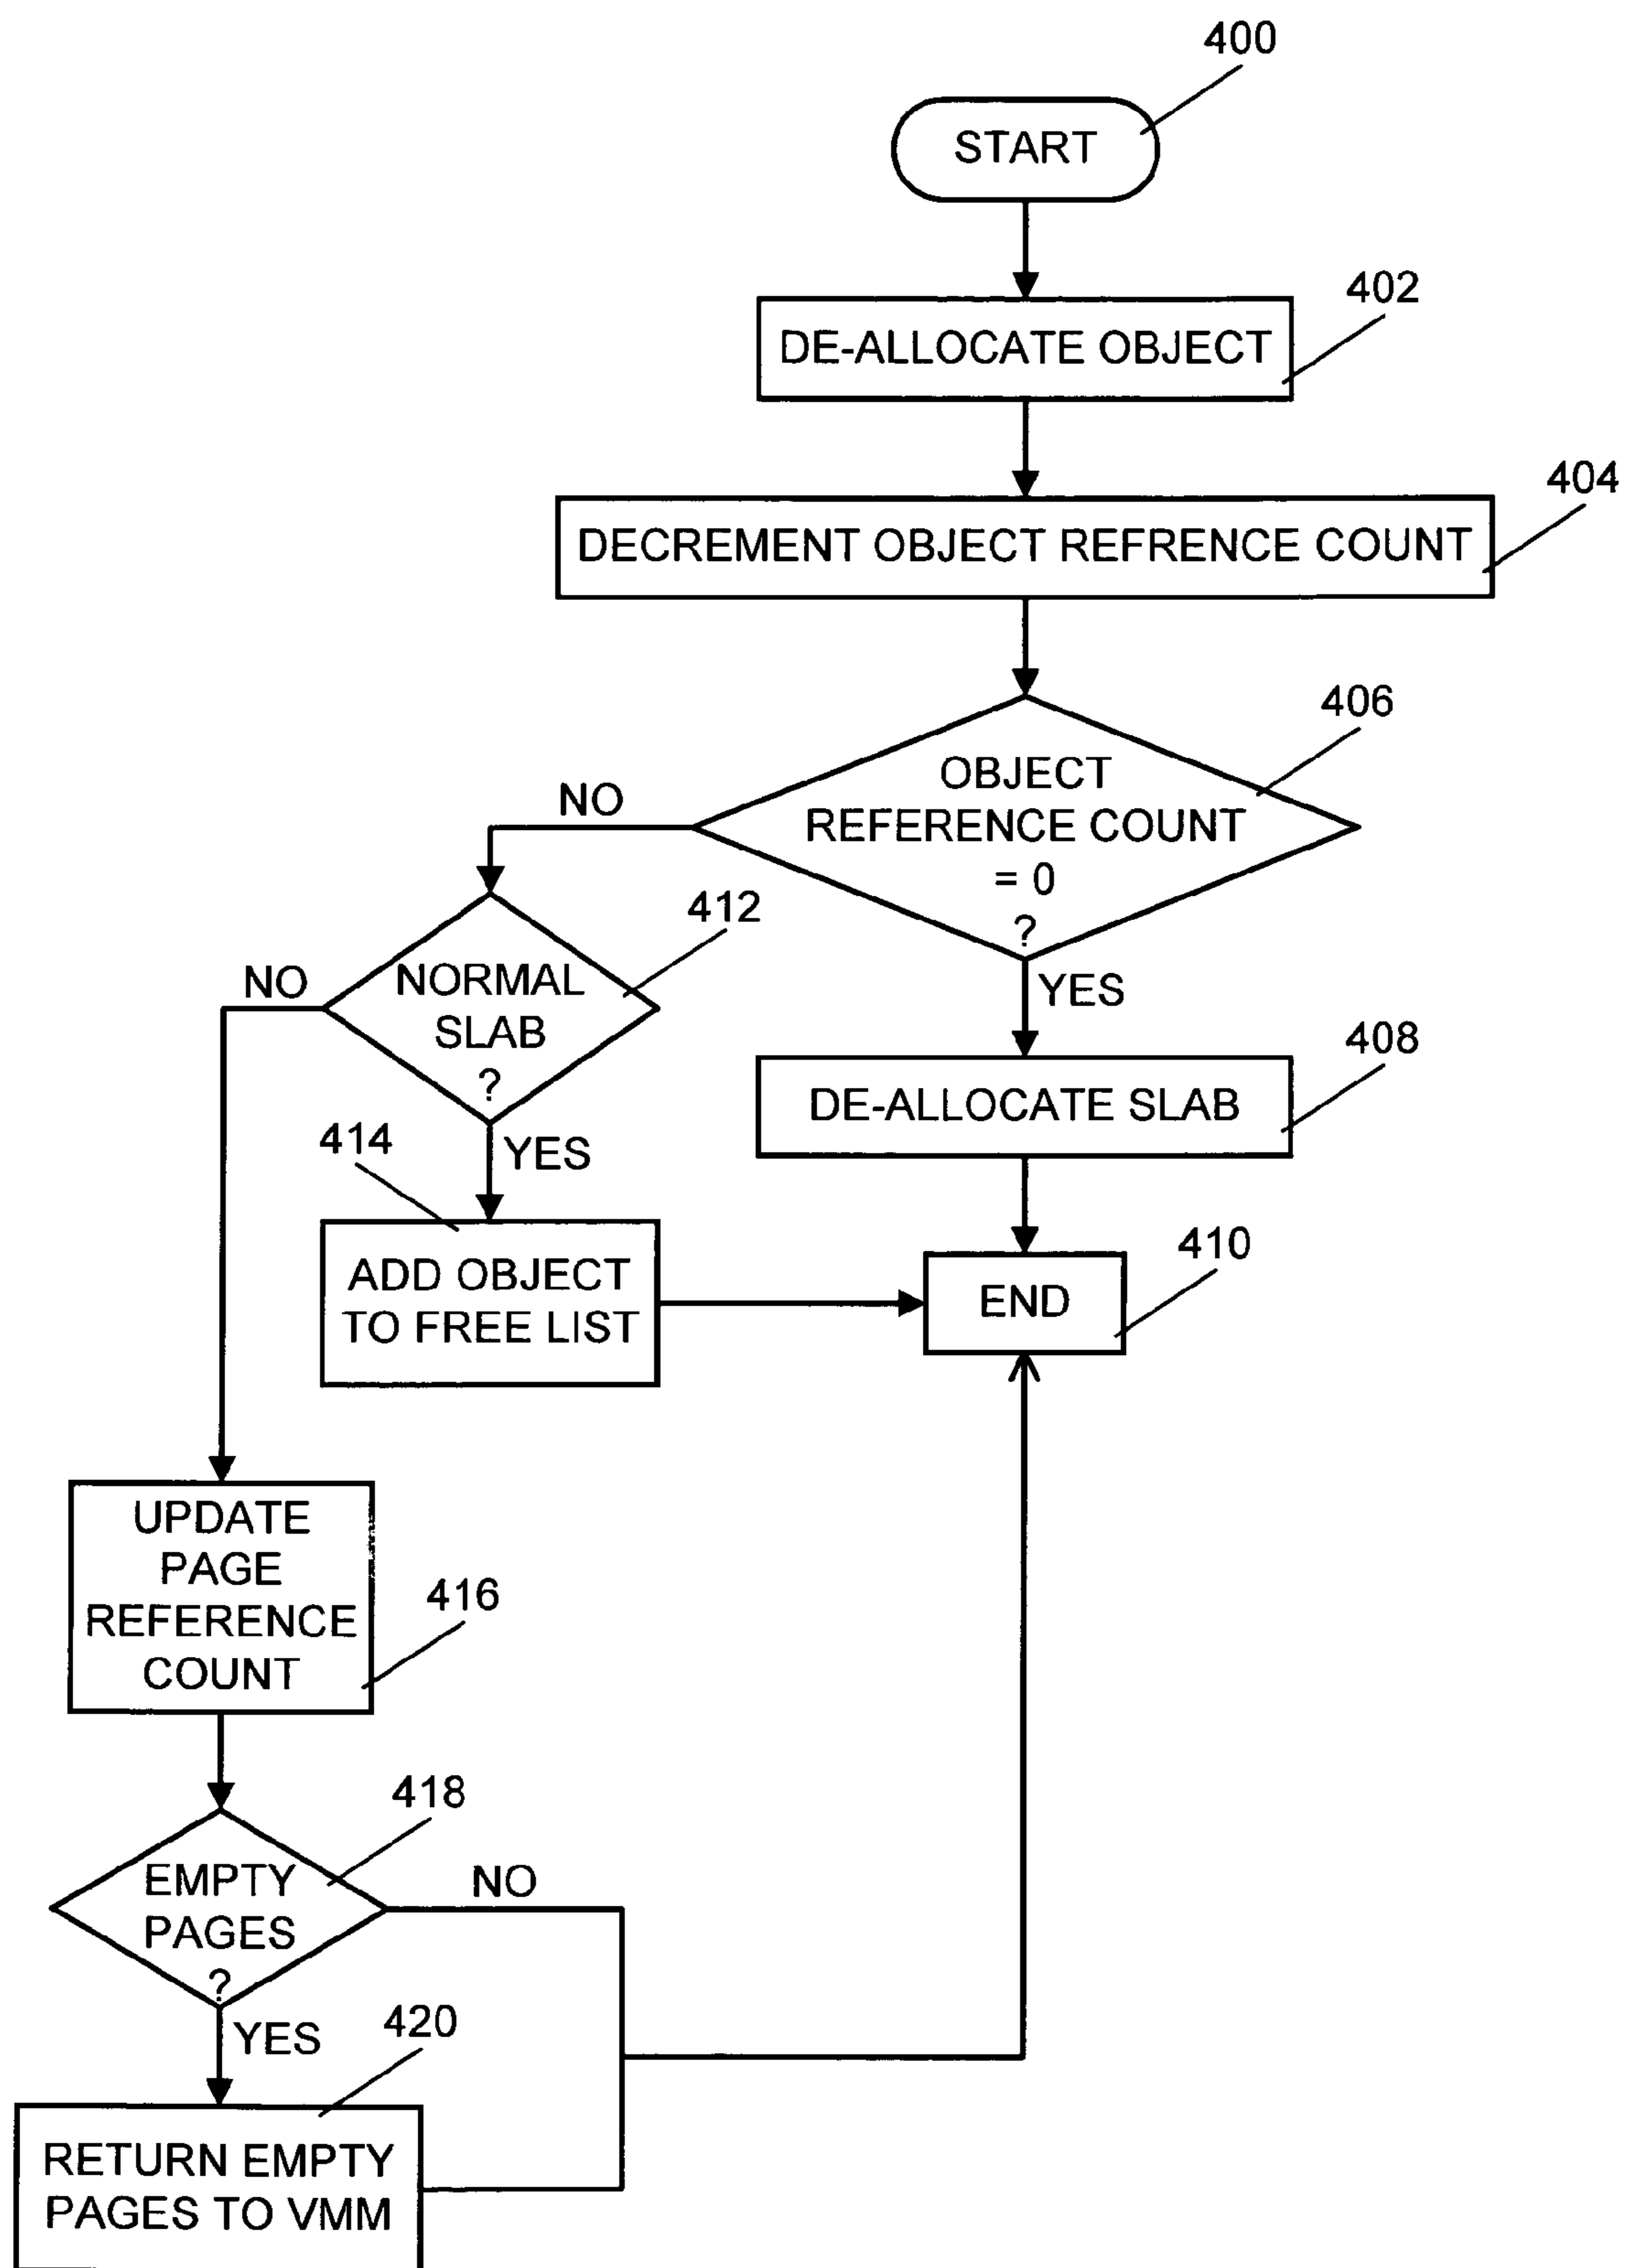 400
START
402
DE-ALLOCATE OBJECT
404
DECREMENT OBJECT REFRENCE COUNT
406
OBJECT
REFERENCE COUNT
= 0
?
NO
YES
412
NORMAL
SLAB
?
NO
YES
408
DE-ALLOCATE SLAB
414
ADD OBJECT
TO FREE LIST
410
END
UPDATE
PAGE
REFERENCE
COUNT
416
418
EMPTY
PAGES
?
NO
YES
420
RETURN EMPTY
PAGES TO VMM